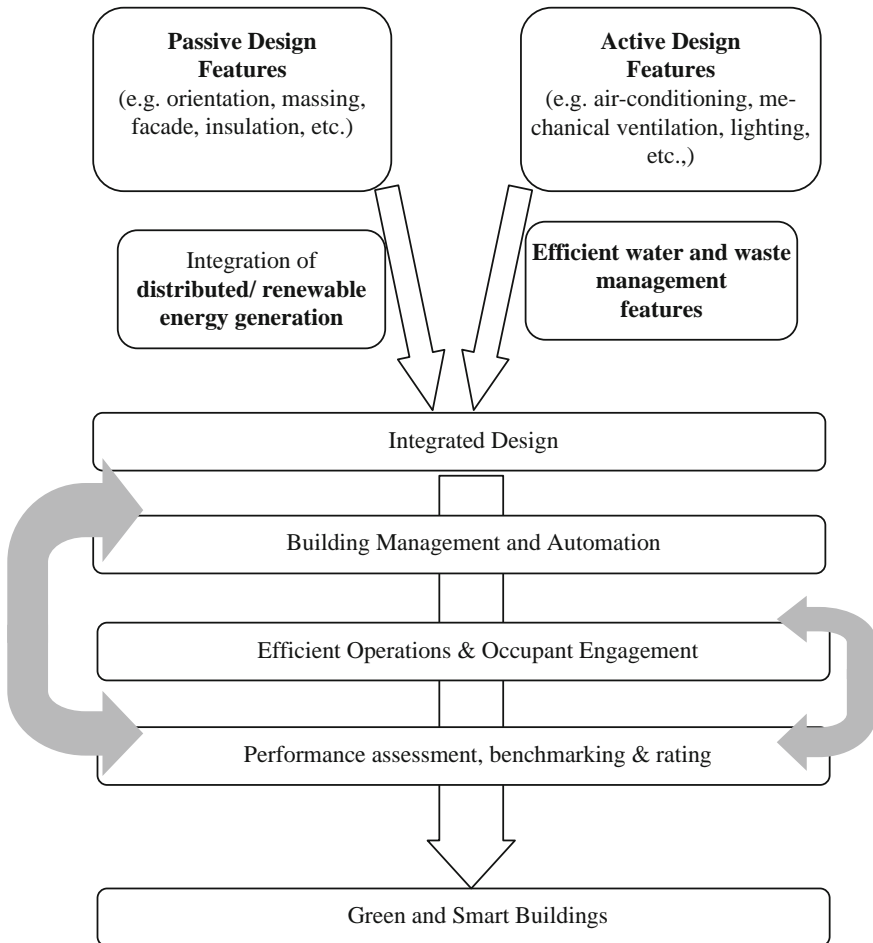 Passive Design
Features
(e.g. orientation, massing,
facade, insulation, etc.)
Active Design
Features
(e.g. air-conditioning, me-
chanical ventilation, lighting,
etc.,)
Integration of
distributed/ renewable
energy generation
Efficient water and waste
management
features
Integrated Design
Building Management and Automation
Efficient Operations & Occupant Engagement
Performance assessment, benchmarking & rating
Green and Smart Buildings